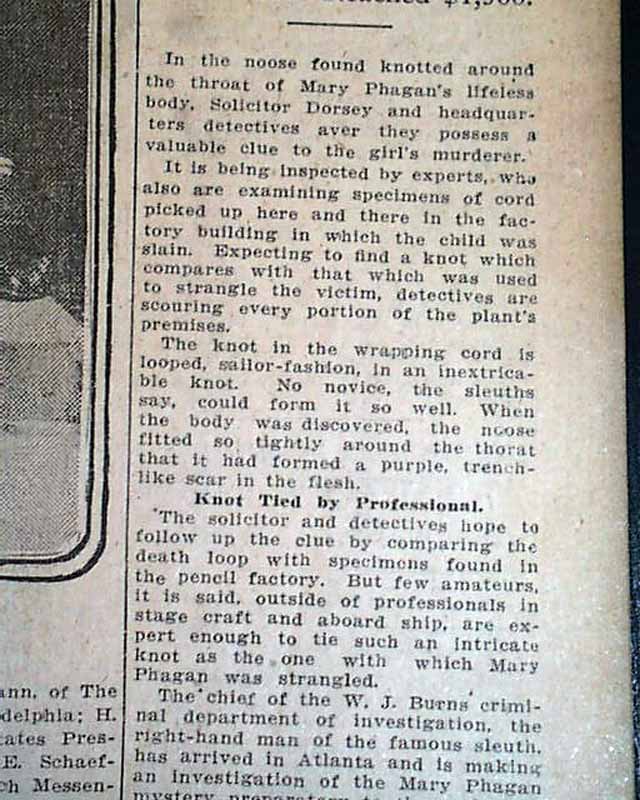 $1,500.
In the noose found knotted around
the throat of Mary Phagan's lifeless
body, Solicitor Dorsey and headquar-
ters detectives aver they possess a
valuable clue to the girl's murderer.
It is being inspected by experts, who
also are examining specimens of cord
picked up here and there in the fac-
tory building in which the child was
slain. Expecting to find a knot which
compares with that which was used
to strangle the victim, detectives are
scouring every portion of the plant's
premises.
The knot in the wrapping cord is
looped, sailor-fashion, in an inextrica-
ble knot. No novice, the sleuths
say, could form it so well. When
the body was discovered, the noose
fitted so tightly around the thorat
that it had formed a purple, trench-
like scar in the flesh.
Knot Tied by Professional.
The solicitor and detectives hope to
follow up the clue by comparing the
death loop with specimens found in
the pencil factory. But few amateurs,
it is said, outside of professionals in
stage craft and aboard ship, are ex-
pert enough to tie such an intricate
knot as the one with which Mary
Phagan was strangled.
The chief of the W. J. Burns crimi-
nal department of investigation, the
right-hand man of the famous sleuth,
has arrived in Atlanta and is making
an investigation of the Mary Phagan
mystery preparatory to the
ann, of The
delphia; H.
tates Pres-
E. Schaef-
ch Messen-